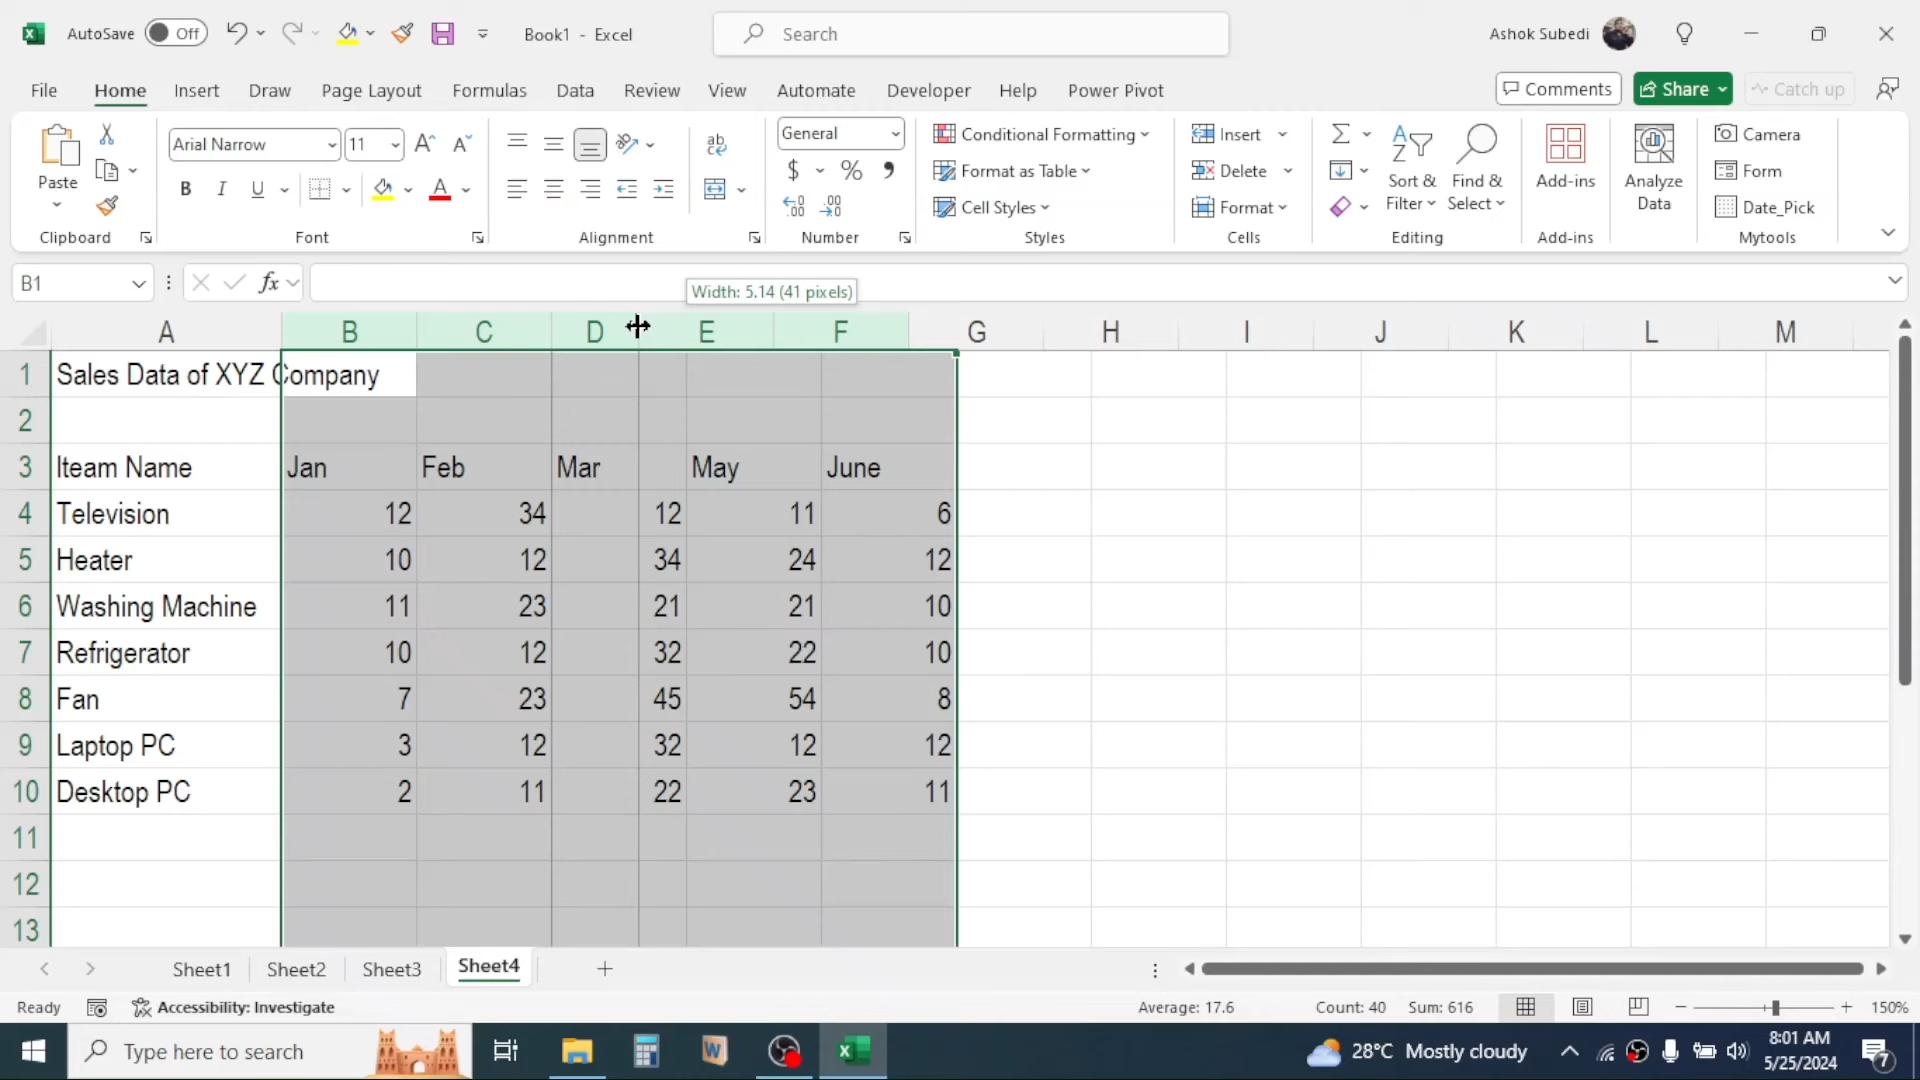 AutoSave Off Book1 - Excel Search Ashok Subedi
File Home Insert Draw Page Layout Formulas Data Review View Automate Developer Help Power Pivot Comments Share Catch up
Paste Arial Narrow 11 A A General Conditional Formatting Insert Sort & Filter Find & Select Add-ins Analyze Data Camera
B I U A ab $ % Format as Table Delete Form
Cell Styles Format Date_Pick
Clipboard Font Alignment Number Styles Cells Editing Add-ins Mytools
B1 fx Width: 5.14 (41 pixels)
A B C D E F G H I J K L M
1 Sales Data of XYZ Company
2
3 Iteam Name Jan Feb Mar May June
4 Television 12 34 12 11 6
5 Heater 10 12 34 24 12
6 Washing Machine 11 23 21 21 10
7 Refrigerator 10 12 32 22 10
8 Fan 7 23 45 54 8
9 Laptop PC 3 12 32 12 12
10 Desktop PC 2 11 22 23 11
11
12
13
Sheet1 Sheet2 Sheet3 Sheet4
Ready Accessibility: Investigate Average: 17.6 Count: 40 Sum: 616 150%
Type here to search 28°C Mostly cloudy 8:01 AM
5/25/2024 7